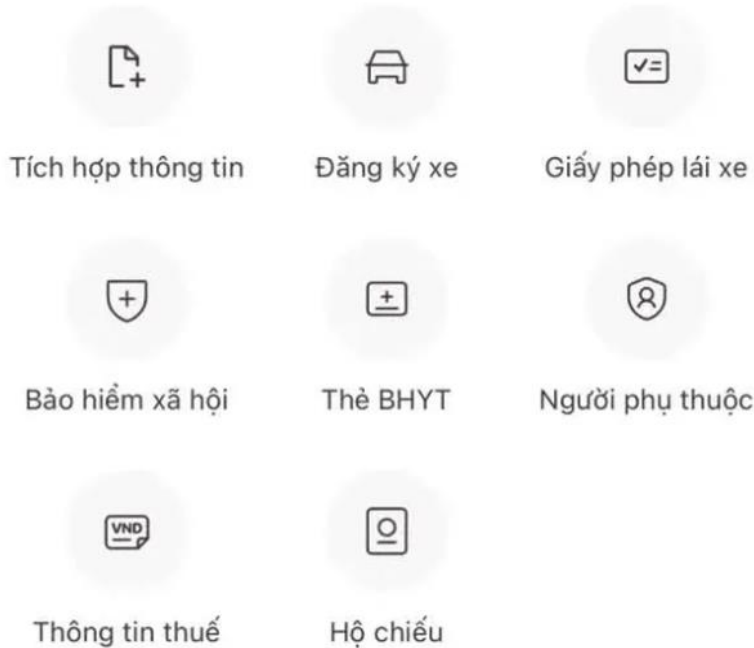 Tích hợp thông tin
Đăng ký xe
Giấy phép lái xe
Bảo hiểm xã hội
Thẻ BHYT
Người phụ thuộc
VND
Thông tin thuế
Hộ chiếu